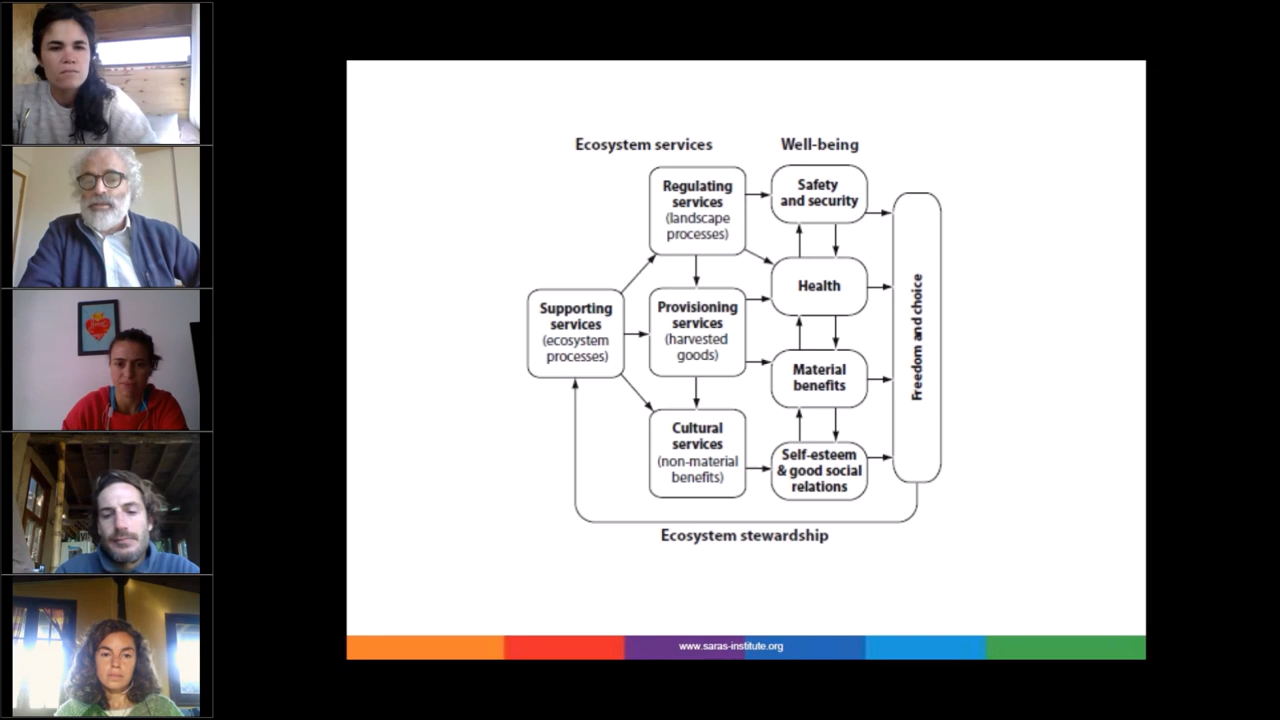 Ecosystem services
Well-being
Regulating
services
(landscape
processes)
Safety
and security
Supporting
services
(ecosystem
processes)
Provisioning
services
(harvested
goods)
Health
Material
benefits
Freedom and choice
Cultural
services
(non-material
benefits)
Self-esteem
& good social
relations
Ecosystem stewardship
www.saras-institute.org